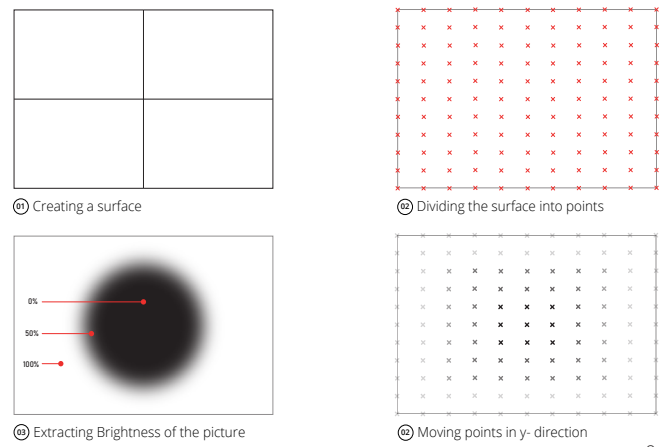 01 Creating a surface
02 Dividing the surface into points
0%
50%
100%
03 Extracting Brightness of the picture
02 Moving points in y- direction